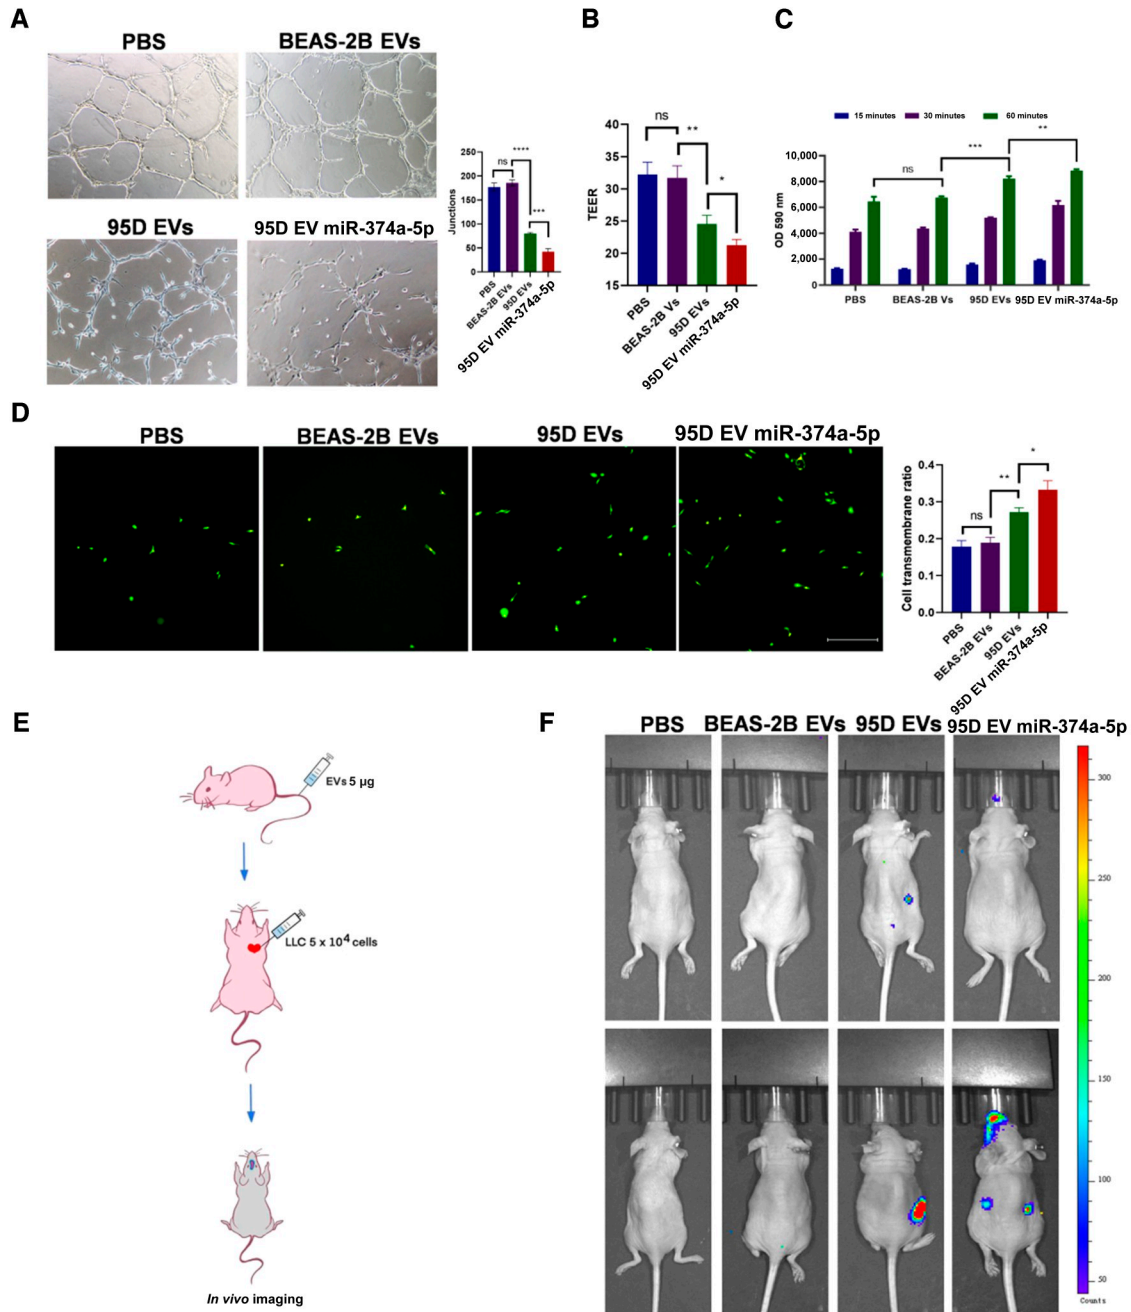 A
PBS
BEAS-2B EVs
95D EVs
95D EV miR-374a-5p
Junctions
250
200
150
100
50
0
ns
****
***
PBS
BEAS-2B EVs
95D EVs
95D EV miR-374a-5p
B
TEER
40
35
30
25
20
15
ns
**
*
PBS
BEAS-2B Vs
95D EVs
95D EV miR-374a-5p
C
15 minutes
30 minutes
60 minutes
OD 590 nm
10,000
8,000
6,000
4,000
2,000
0
ns
***
**
PBS
BEAS-2B Vs
95D EVs
95D EV miR-374a-5p
D
PBS
BEAS-2B EVs
95D EVs
95D EV miR-374a-5p
Cell transmembrane ratio
0.4
0.3
0.2
0.1
0.0
ns
**
*
PBS
BEAS-2B EVs
95D EVs
95D EV miR-374a-5p
E
EVs 5 µg
LLC 5 x 10⁴ cells
In vivo imaging
F
PBS
BEAS-2B EVs
95D EVs
95D EV miR-374a-5p
300
250
200
150
100
50
Counts